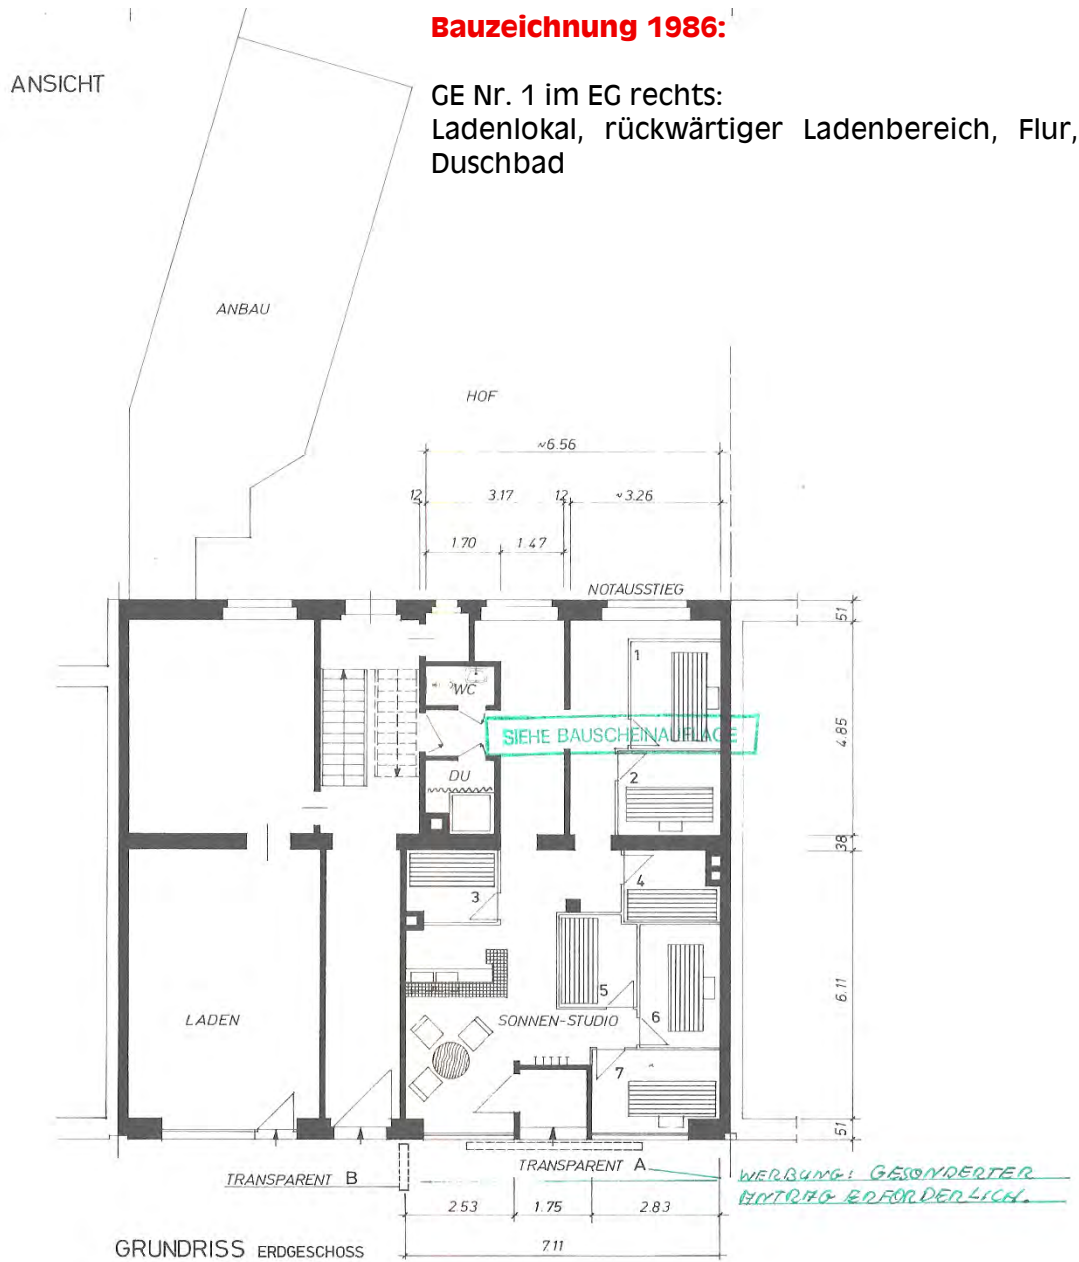 Bauzeichnung 1986:
ANSICHT
GE Nr. 1 im EG rechts:
Ladenlokal, rückwärtiger Ladenbereich, Flur,
Duschbad
ANBAU
HOF
~6.56
12 3.17 12 ~3.26
1.70 1.47
NOTAUSSTIEG
51
1
WC
SIEHE BAUSCHEINAUFLAGE
4.85
2
DU
38
3
4
5
6
6.11
LADEN
SONNEN-STUDIO
7
51
TRANSPARENT A
TRANSPARENT B
WERBUNG: GESONDERTER
ANTRAG ERFORDERLICH.
2.53 1.75 2.83
7.11
GRUNDRISS ERDGESCHOSS